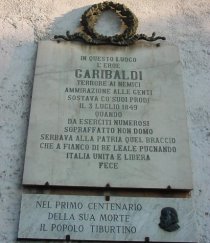 IN QUESTO LUOGO
L'EROE
GARIBALDI
TERRORE AI NEMICI
AMMIRAZIONE ALLE GENTI
SOSTAVA CO' SUOI PRODI
IL 3 LUGLIO 1849
QUANDO
DA ESERCITI NUMEROSI
SOPRAFFATTO NON DOMO
SERBAVA ALLA PATRIA QUEL BRACCIO
CHE A FIANCO DI RE LEALE PUGNANDO
ITALIA UNITA E LIBERA
FECE
NEL PRIMO CENTENARIO
DELLA SUA MORTE
IL POPOLO TIBURTINO